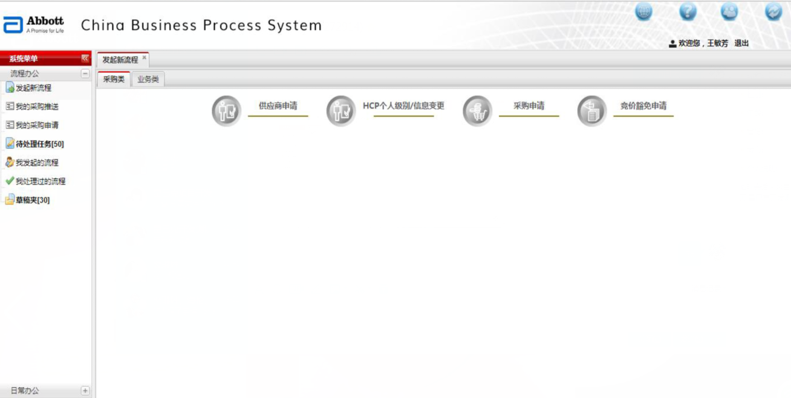 Abbott
A Promise for Life
China Business Process System
欢迎您，王敏芳 退出
系统菜单
流程办公
发起新流程
我的采购推送
我的采购申请
待处理任务[50]
我发起的流程
我处理过的流程
草稿夹[30]
日常办公
发起新流程
采购类 业务类
供应商申请 HCP个人级别/信息变更 采购申请 竞价豁免申请